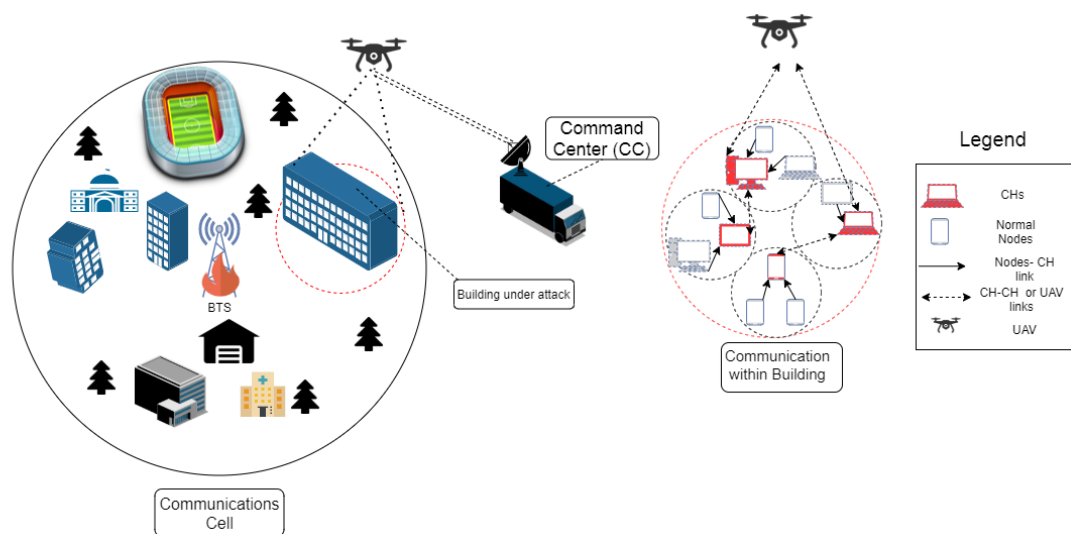 Command
Center (CC)
Building under attack
BTS
Communications
Cell
Communication
within Building
Legend
CHs
Normal
Nodes
Nodes- CH
link
CH-CH or UAV
links
UAV